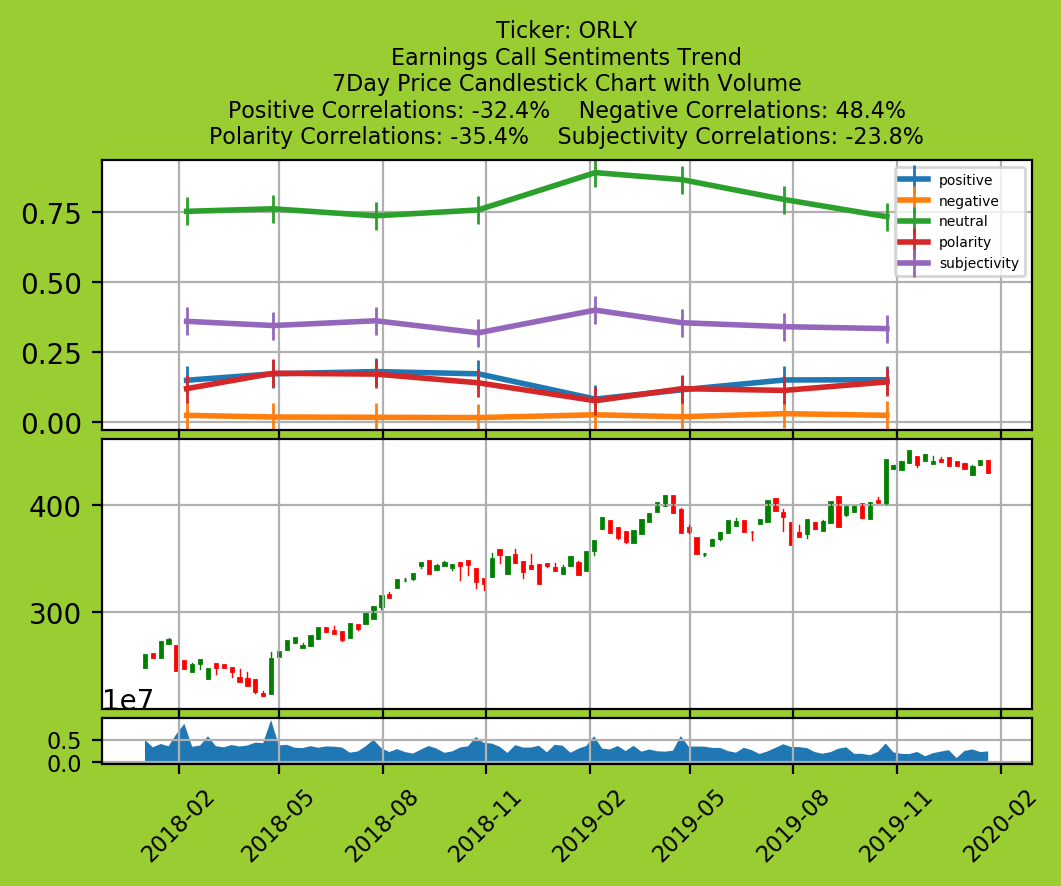 Ticker: ORLY
Earnings Call Sentiments Trend
7Day Price Candlestick Chart with Volume
Positive Correlations: -32.4%    Negative Correlations: 48.4%
Polarity Correlations: -35.4%    Subjectivity Correlations: -23.8%
positive
negative
neutral
polarity
subjectivity
0.75
0.50
0.25
0.00
400
300
1e7
0.5
0.0
2018-02
2018-05
2018-08
2018-11
2019-02
2019-05
2019-08
2019-11
2020-02